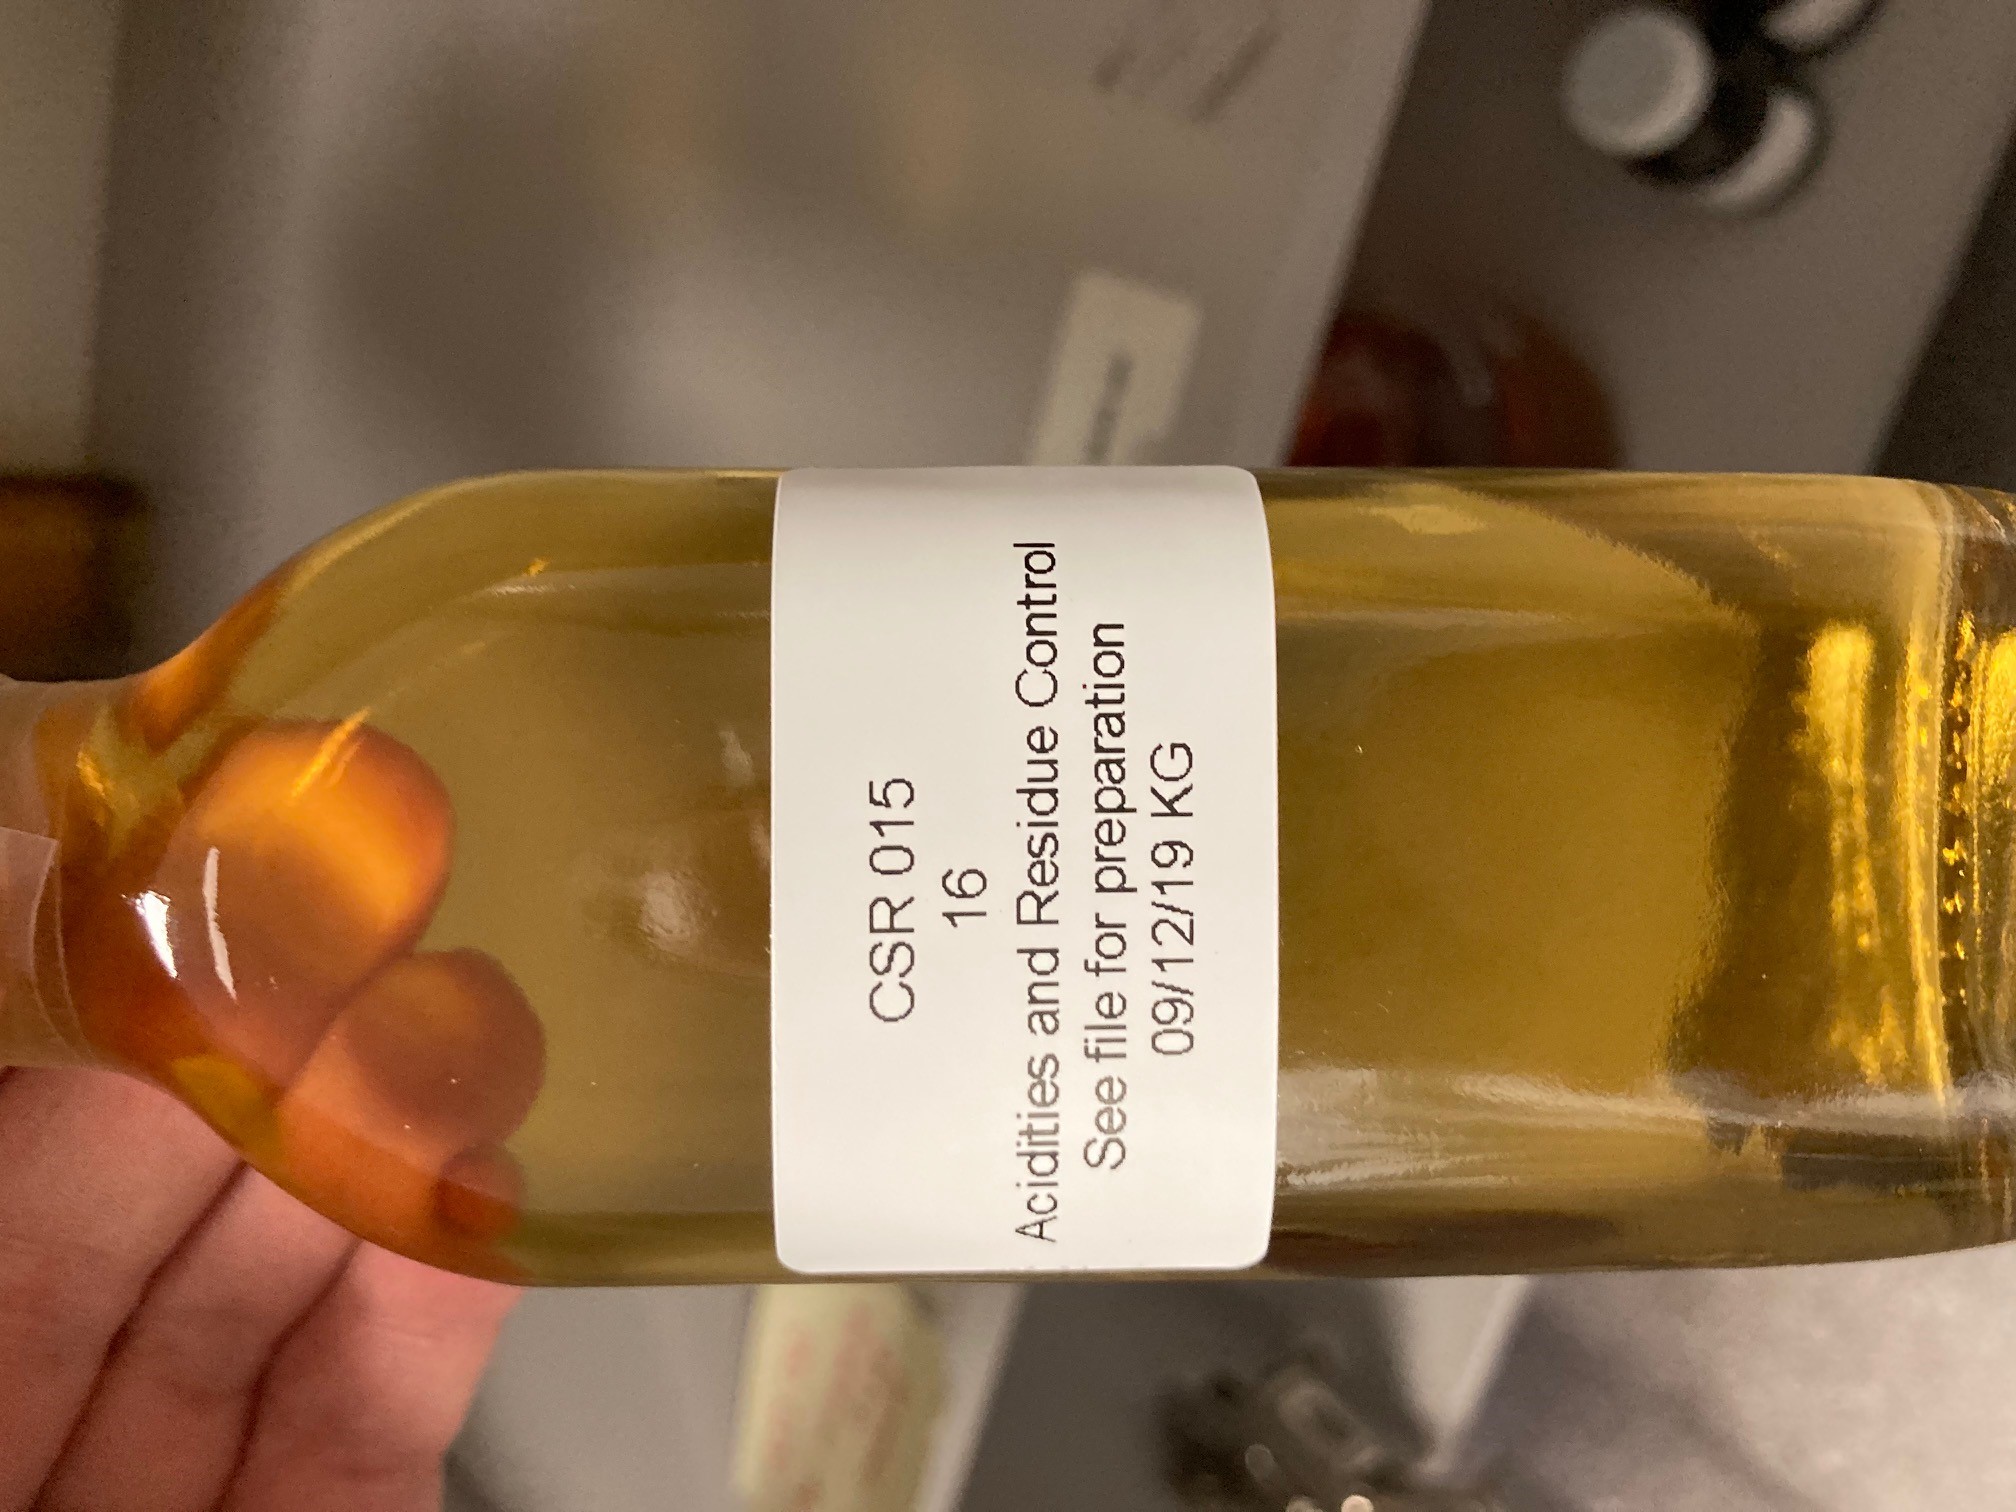 CSR 015
16
Acidities and Residue Control
See file for preparation
09/12/19 KG